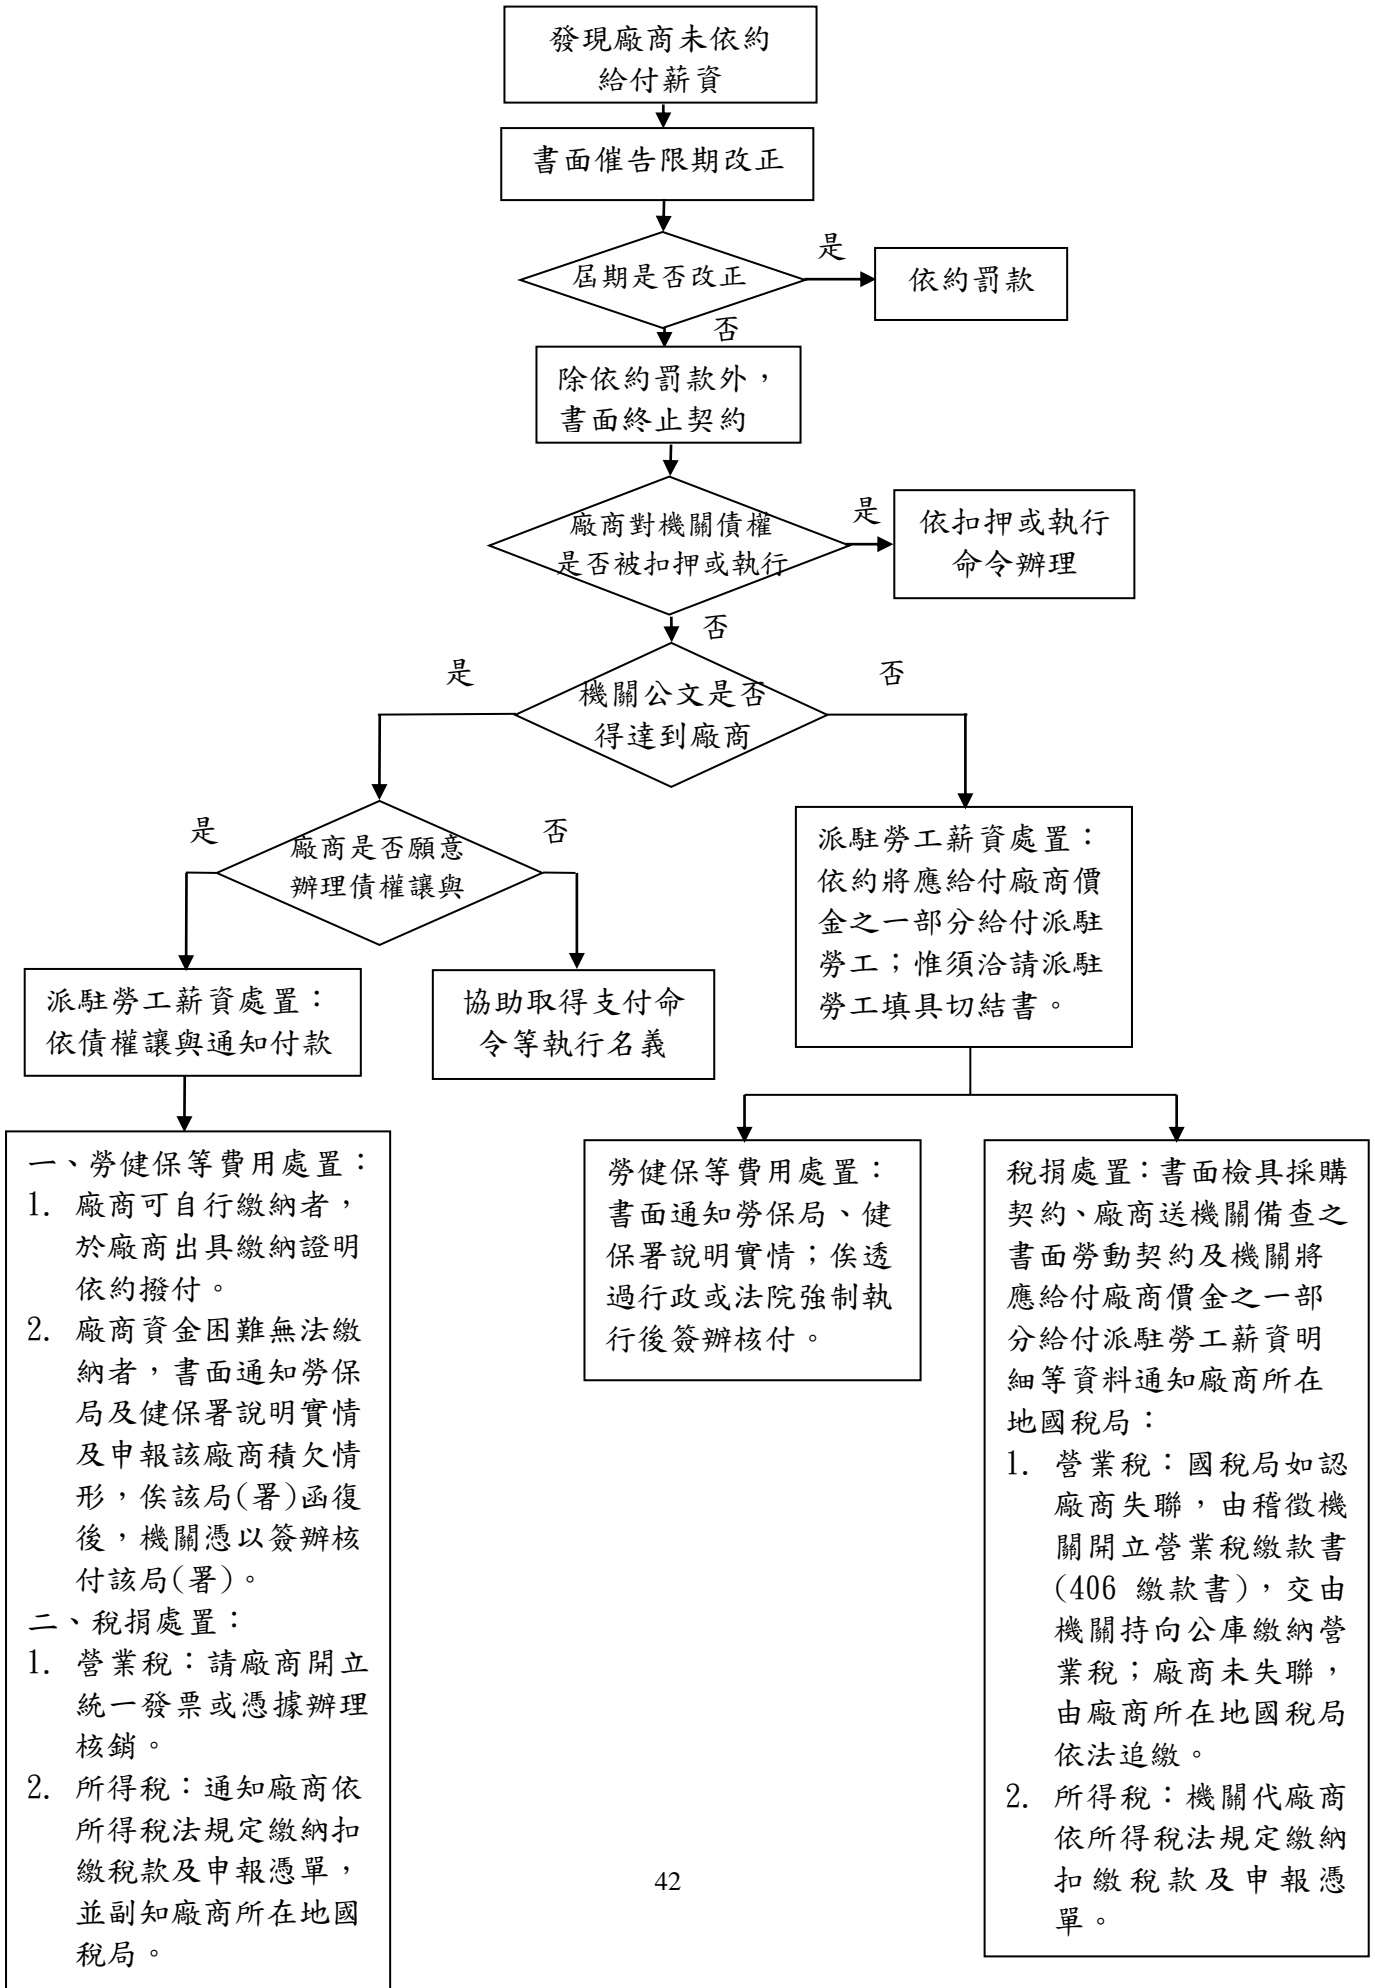 發現廠商未依約
給付薪資
書面催告限期改正
屆期是否改正
是
依約罰款
否
除依約罰款外，
書面終止契約
廠商對機關債權
是否被扣押或執行
是
依扣押或執行
命令辦理
否
機關公文是否
得達到廠商
是
否
廠商是否願意
辦理債權讓與
是
否
派駐勞工薪資處置：
依債權讓與通知付款
協助取得支付命
令等執行名義
派駐勞工薪資處置：
依約將應給付廠商價
金之一部分給付派駐
勞工；惟須洽請派駐
勞工填具切結書。
一、勞健保等費用處置：
1. 廠商可自行繳納者，
於廠商出具繳納證明
依約撥付。
2. 廠商資金困難無法繳
納者，書面通知勞保
局及健保署說明實情
及申報該廠商積欠情
形，俟該局(署)函復
後，機關憑以簽辦核
付該局(署)。
二、稅捐處置：
1. 營業稅：請廠商開立
統一發票或憑據辦理
核銷。
2. 所得稅：通知廠商依
所得稅法規定繳納扣
繳稅款及申報憑單，
並副知廠商所在地國
稅局。
勞健保等費用處置：
書面通知勞保局、健
保署說明實情；俟透
過行政或法院強制執
行後簽辦核付。
稅捐處置：書面檢具採購
契約、廠商送機關備查之
書面勞動契約及機關將
應給付廠商價金之一部
分給付派駐勞工薪資明
細等資料通知廠商所在
地國稅局：
1. 營業稅：國稅局如認
廠商失聯，由稽徵機
關開立營業稅繳款書
(406 繳款書)，交由
機關持向公庫繳納營
業稅；廠商未失聯，
由廠商所在地國稅局
依法追繳。
2. 所得稅：機關代廠商
依所得稅法規定繳納
扣繳稅款及申報憑
單。
42